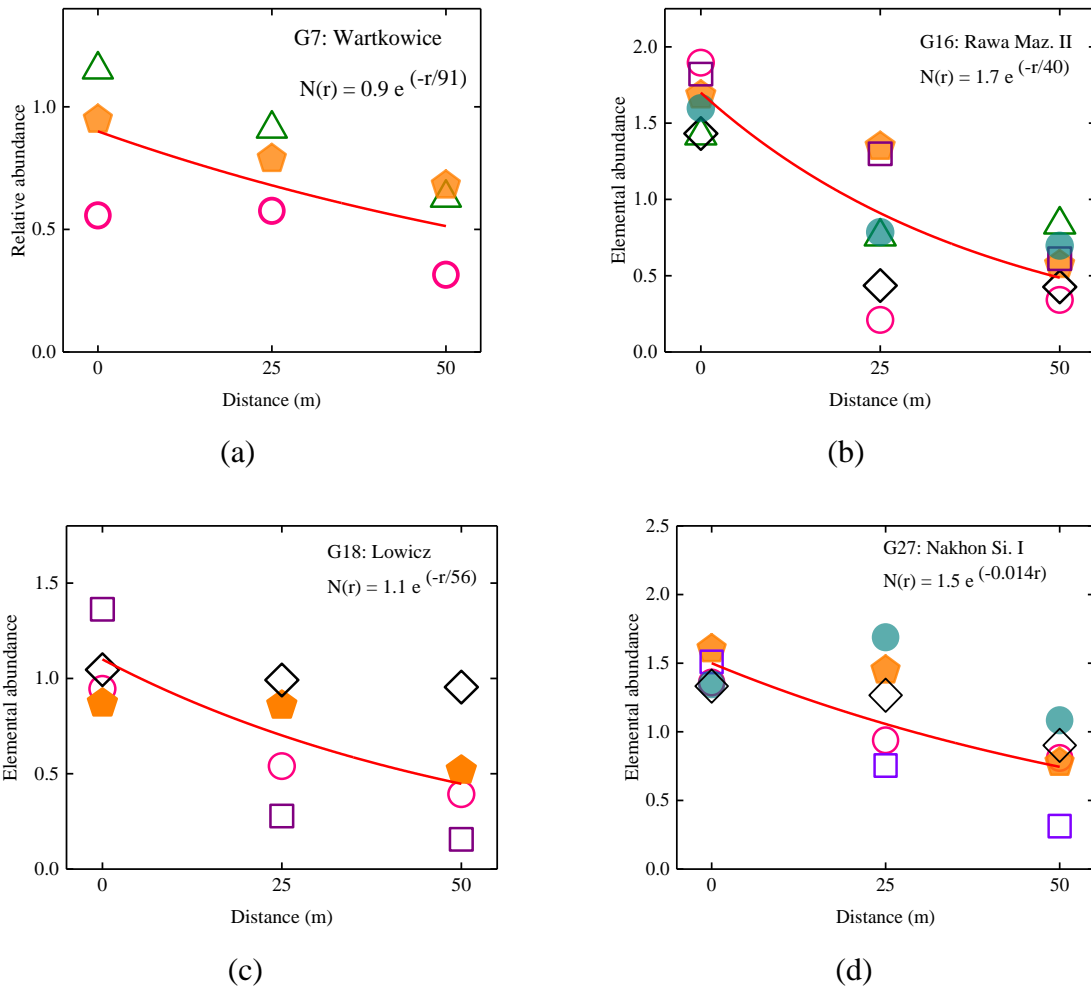 G7: Wartkowice
N(r) = 0.9 e (-r/91)
Relative abundance
1.0
0.5
0.0
0 25 50
Distance (m)
(a)
G16: Rawa Maz. II
N(r) = 1.7 e (-r/40)
Elemental abundance
2.0
1.5
1.0
0.5
0.0
0 25 50
Distance (m)
(b)
G18: Lowicz
N(r) = 1.1 e (-r/56)
Elemental abundance
1.5
1.0
0.5
0.0
0 25 50
Distance (m)
(c)
G27: Nakhon Si. I
N(r) = 1.5 e (-0.014r)
Elemental abundance
2.5
2.0
1.5
1.0
0.5
0.0
0 25 50
Distance (m)
(d)